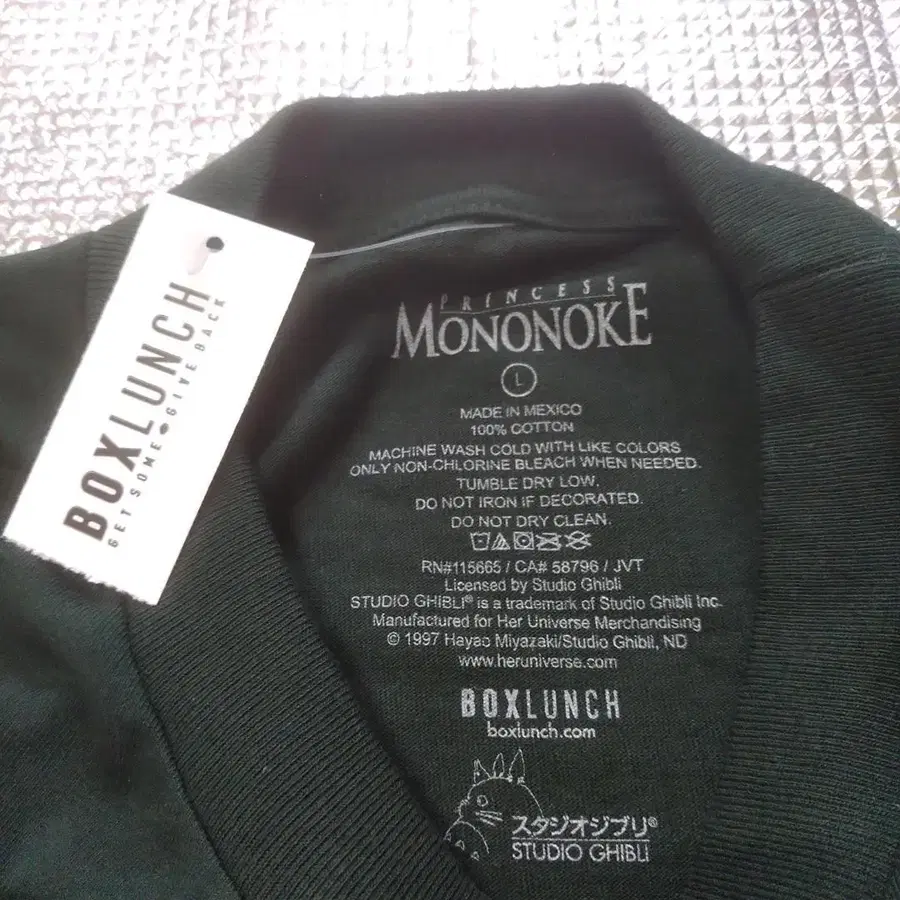 BOXLUNCH
GET SOME GIVE BACK
PRINCESS
MONONOKE
L
MADE IN MEXICO
100% COTTON
MACHINE WASH COLD WITH LIKE COLORS
ONLY NON-CHLORINE BLEACH WHEN NEEDED.
TUMBLE DRY LOW.
DO NOT IRON IF DECORATED.
DO NOT DRY CLEAN.
RN#115665 / CA# 58796 / JVT
Licensed by Studio Ghibli
STUDIO GHIBLI® is a trademark of Studio Ghibli Inc.
Manufactured for Her Universe Merchandising
© 1997 Hayao Miyazaki/Studio Ghibli, ND
www.heruniverse.com
BOXLUNCH
boxlunch.com
スタジオジブリ®
STUDIO GHIBLI